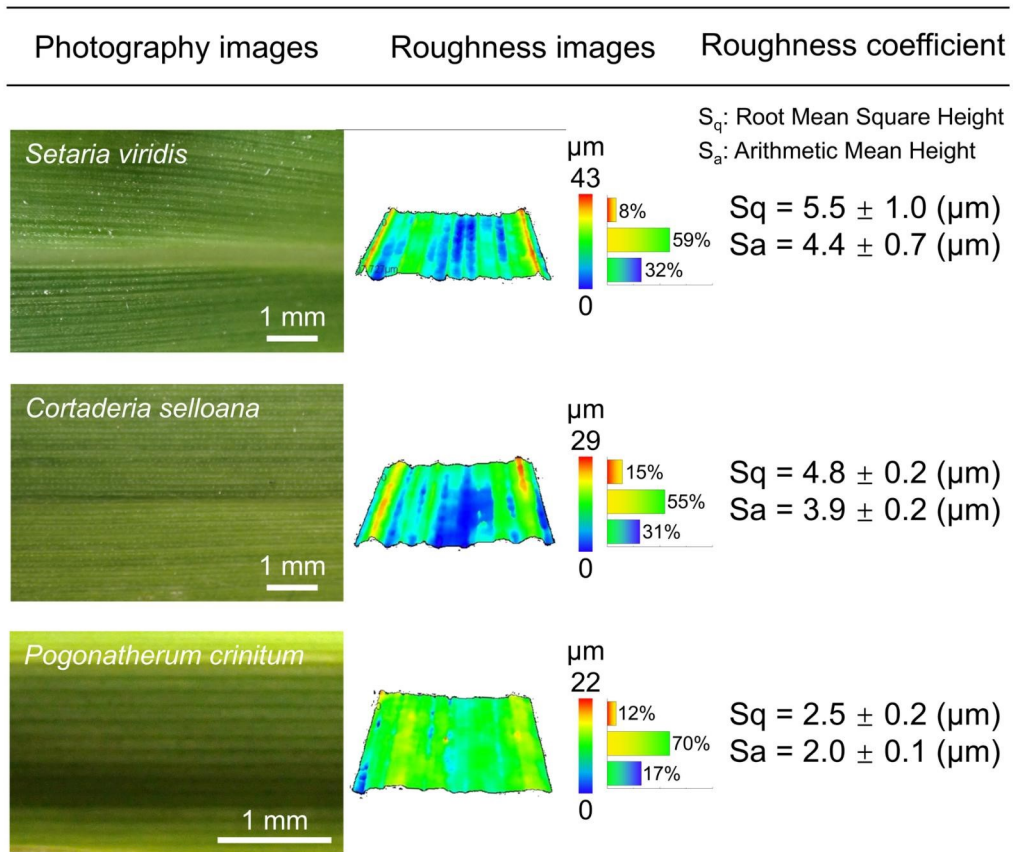 Photography images
Roughness images
Roughness coefficient
Sq: Root Mean Square Height
Sa: Arithmetic Mean Height
Setaria viridis
1 mm
µm
43
0
8%
59%
32%
Sq = 5.5 ± 1.0 (µm)
Sa = 4.4 ± 0.7 (µm)
Cortaderia selloana
1 mm
µm
29
0
15%
55%
31%
Sq = 4.8 ± 0.2 (µm)
Sa = 3.9 ± 0.2 (µm)
Pogonatherum crinitum
1 mm
µm
22
0
12%
70%
17%
Sq = 2.5 ± 0.2 (µm)
Sa = 2.0 ± 0.1 (µm)